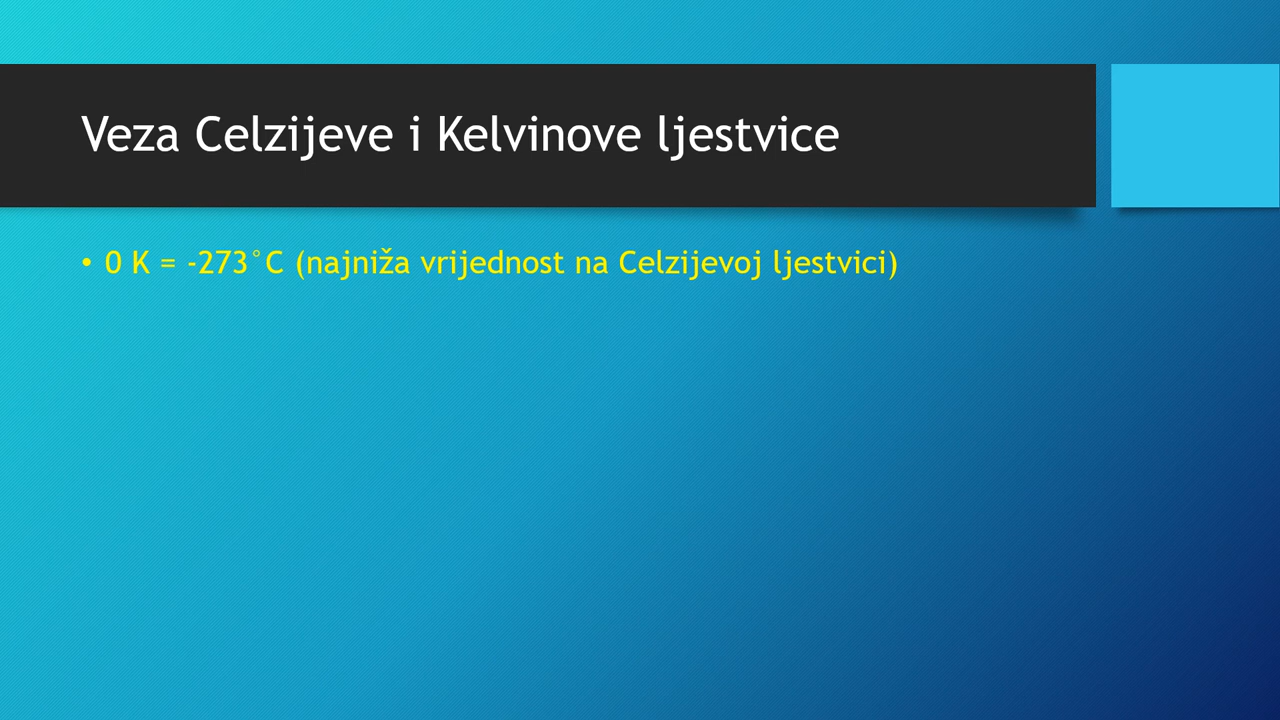 Veza Celzijeve i Kelvinove ljestvice
• 0 K = -273°C (najniža vrijednost na Celzijevoj ljestvici)